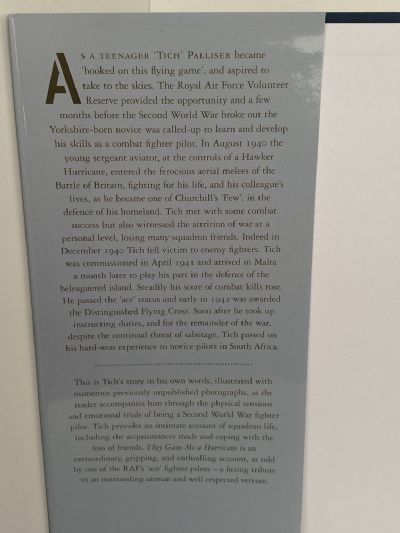 AS A TEENAGER 'TICH' PALLISER became
'hooked on this flying game', and aspired to
take to the skies. The Royal Air Force Volunteer
Reserve provided the opportunity and a few
months before the Second World War broke out the
Yorkshire-born novice was called-up to learn and develop
his skills as a combat fighter pilot. In August 1940 the
young sergeant aviator, at the controls of a Hawker
Hurricane, entered the ferocious aerial melees of the
Battle of Britain, fighting for his life, and his colleague's
lives, as he became one of Churchill's 'Few', in the
defence of his homeland. Tich met with some combat
success but also witnessed the attrition of war at a
personal level, losing many squadron friends. Indeed in
December 1940 Tich fell victim to enemy fighters. Tich
was commissioned in April 1941 and arrived in Malta
a month later to play his part in the defence of the
beleaguered island. Steadily his score of combat kills rose.
He passed the 'ace' status and early in 1942 was awarded
the Distinguished Flying Cross. Soon after he took up
instructing duties, and for the remainder of the war,
despite the continual threat of sabotage, Tich passed on
his hard-won experience to novice pilots in South Africa.
This is Tich's story in his own words, illustrated with
numerous previously unpublished photographs, as the
reader accompanies him through the physical tensions
and emotional trials of being a Second World War fighter
pilot. Tich provides an intimate account of squadron life,
including the acquaintances made and coping with the
loss of friends. They Gave Me a Hurricane is an
extraordinary, gripping, and enthralling account, as told
by one of the RAF's 'ace' fighter pilots – a fitting tribute
to an outstanding airman and well respected veteran.